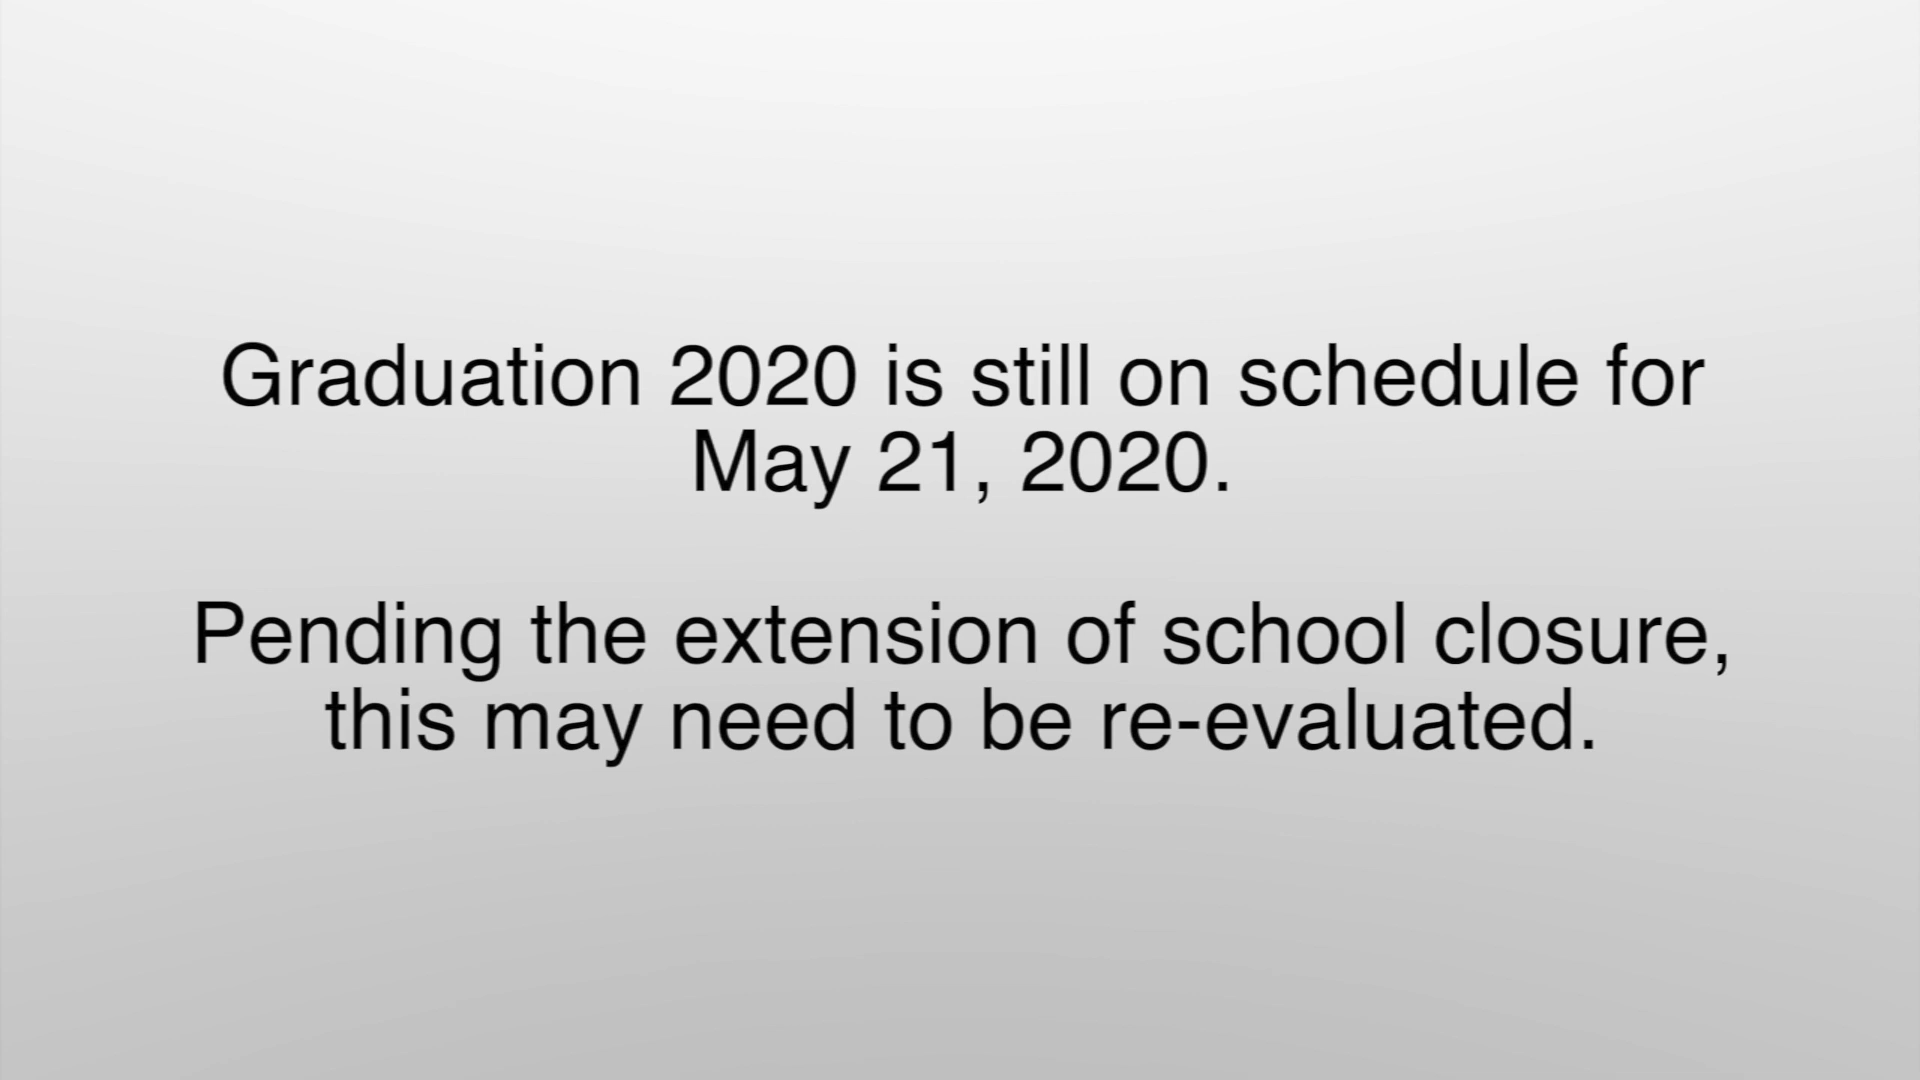 Graduation 2020 is still on schedule for
May 21, 2020.
Pending the extension of school closure,
this may need to be re-evaluated.